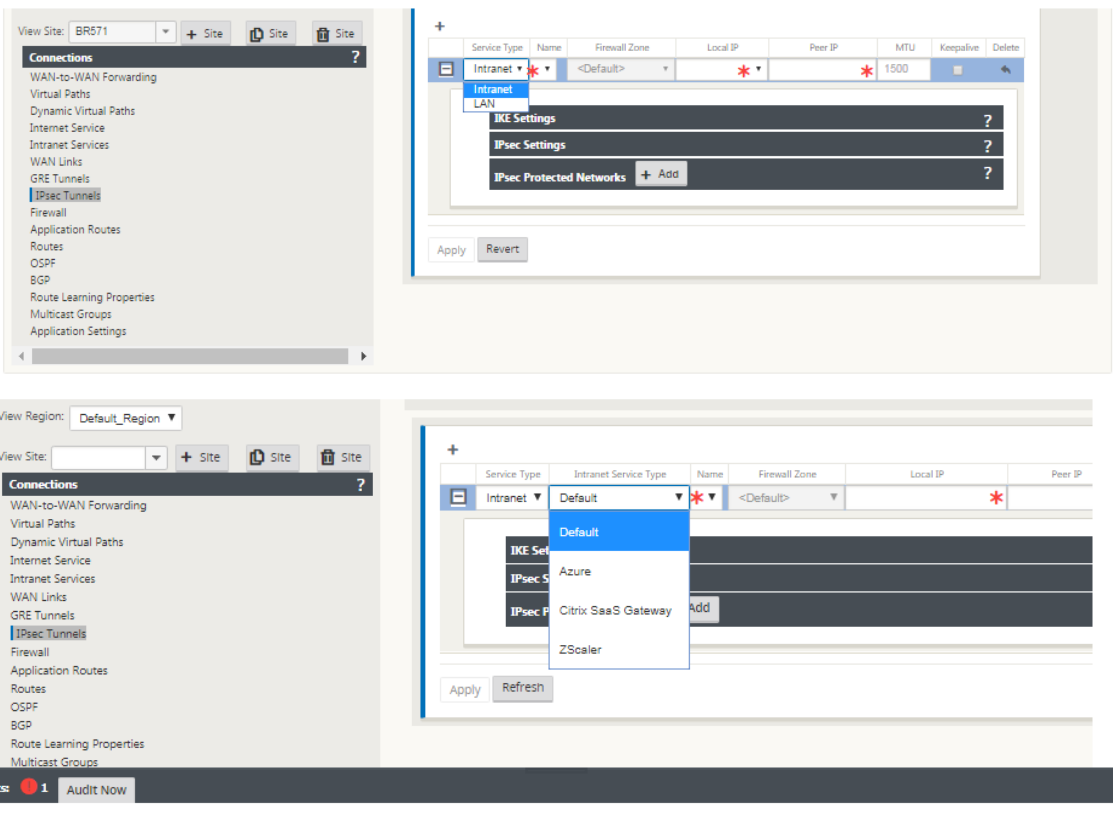 View Site: BR571 + Site Site Site
Connections ?
WAN-to-WAN Forwarding
Virtual Paths
Dynamic Virtual Paths
Internet Service
Intranet Services
WAN Links
GRE Tunnels
IPsec Tunnels
Firewall
Application Routes
Routes
OSPF
BGP
Route Learning Properties
Multicast Groups
Application Settings
+
Service Type Name Firewall Zone Local IP Peer IP MTU Keepalive Delete
Intranet <Default> 1500
Intranet
LAN
IKE Settings ?
IPsec Settings ?
IPsec Protected Networks + Add ?
Apply Revert
View Region: Default_Region
View Site: + Site Site Site
Connections ?
WAN-to-WAN Forwarding
Virtual Paths
Dynamic Virtual Paths
Internet Service
Intranet Services
WAN Links
GRE Tunnels
IPsec Tunnels
Firewall
Application Routes
Routes
OSPF
BGP
Route Learning Properties
Multicast Groups
+
Service Type Intranet Service Type Name Firewall Zone Local IP Peer IP
Intranet Default <Default>
Default
Azure
Citrix SaaS Gateway
ZScaler
IKE Set
IPsec S
IPsec P Add
Apply Refresh
1 Audit Now